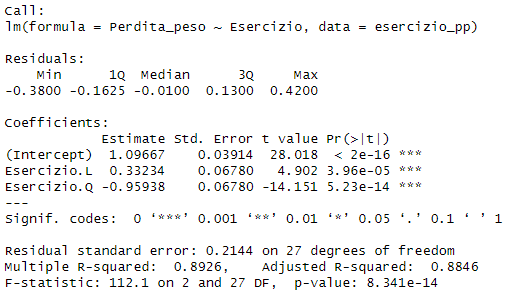 Call:
lm(formula = Perdita_peso ~ Esercizio, data = esercizio_pp)
Residuals:
Min 1Q Median 3Q Max
-0.3800 -0.1625 -0.0100 0.1300 0.4200
Coefficients:
Estimate Std. Error t value Pr(>|t|)
(Intercept) 1.09667 0.03914 28.018 < 2e-16 ***
Esercizio.L 0.33234 0.06780 4.902 3.96e-05 ***
Esercizio.Q -0.95938 0.06780 -14.151 5.23e-14 ***
---
Signif. codes: 0 ‘***’ 0.001 ‘**’ 0.01 ‘*’ 0.05 ‘.’ 0.1 ‘ ’ 1
Residual standard error: 0.2144 on 27 degrees of freedom
Multiple R-squared: 0.8926, Adjusted R-squared: 0.8846
F-statistic: 112.1 on 2 and 27 DF, p-value: 8.341e-14